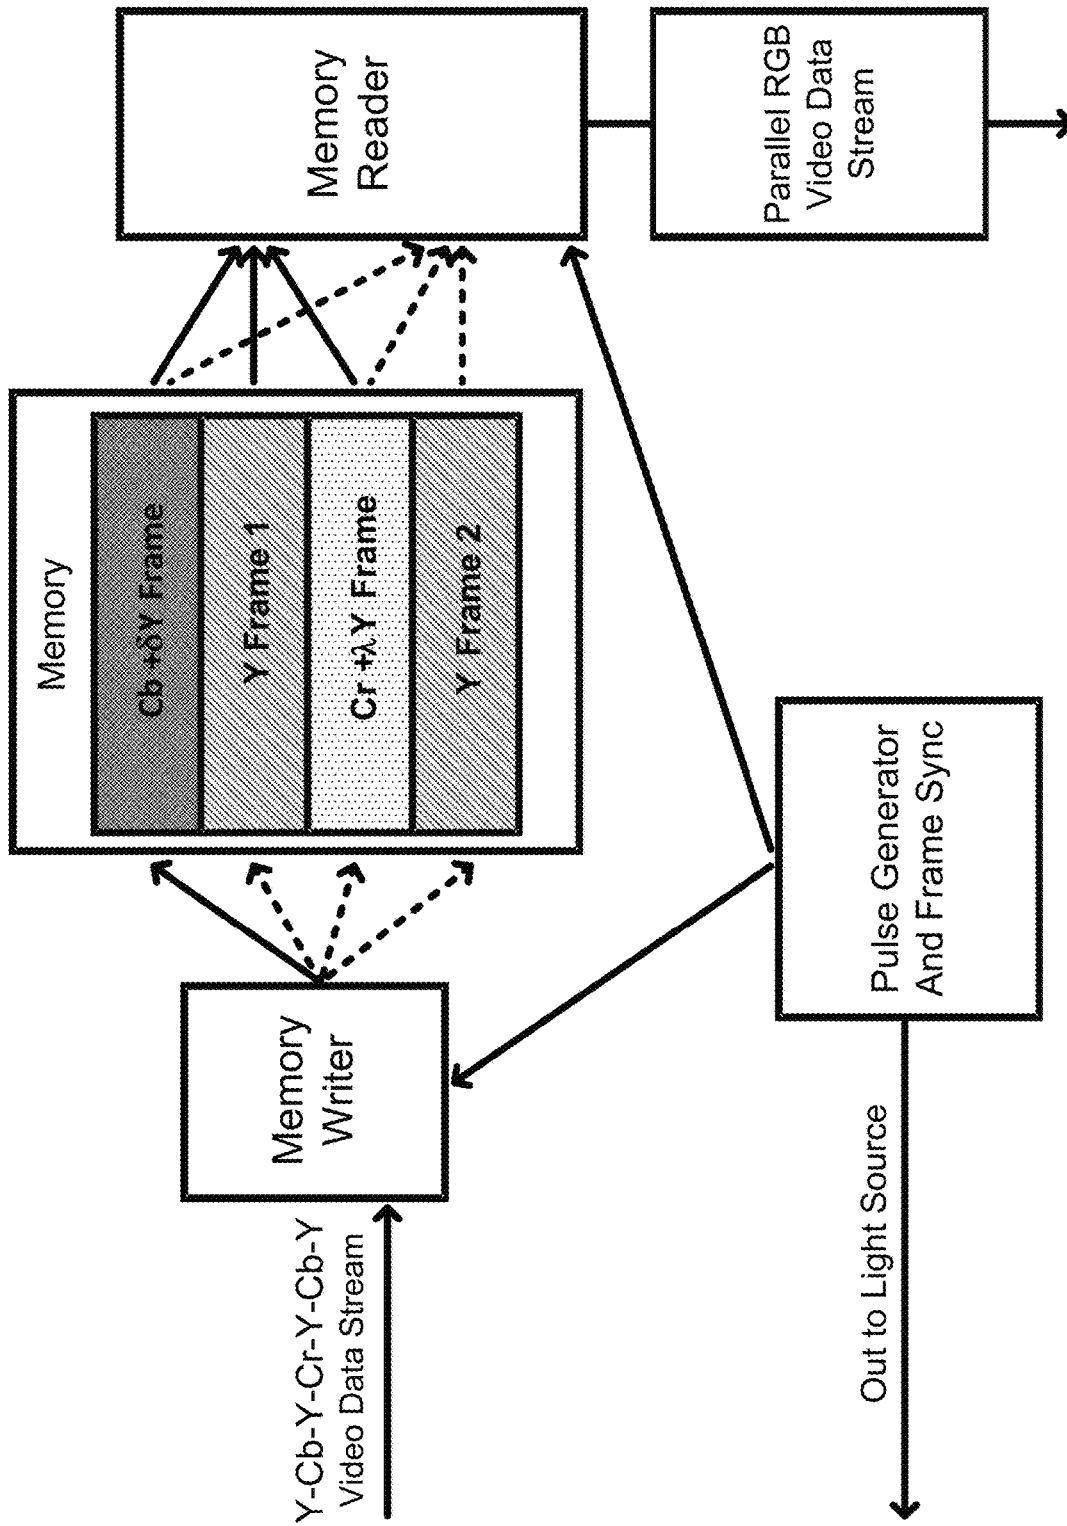 Y-Cb-Y-Cr-Y-Cb-Y
Video Data Stream
Memory
Writer
Memory
Cb +δY Frame
Y Frame 1
Cr +λY Frame
Y Frame 2
Memory
Reader
Parallel RGB
Video Data
Stream
Pulse Generator
And Frame Sync
Out to Light Source